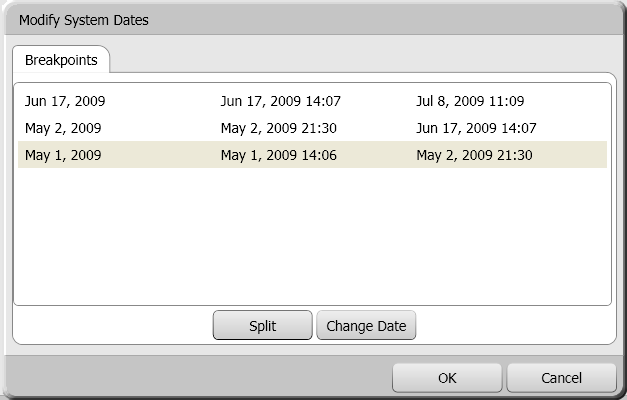 Modify System Dates
Breakpoints
Jun 17, 2009 Jun 17, 2009 14:07 Jul 8, 2009 11:09
May 2, 2009 May 2, 2009 21:30 Jun 17, 2009 14:07
May 1, 2009 May 1, 2009 14:06 May 2, 2009 21:30
Split Change Date
OK Cancel